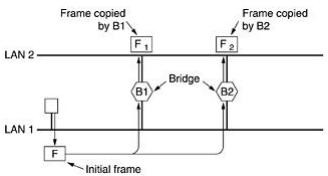 Frame copied by B1
Frame copied by B2
F1
F2
LAN 2
Bridge
B1
B2
LAN 1
F
Initial frame